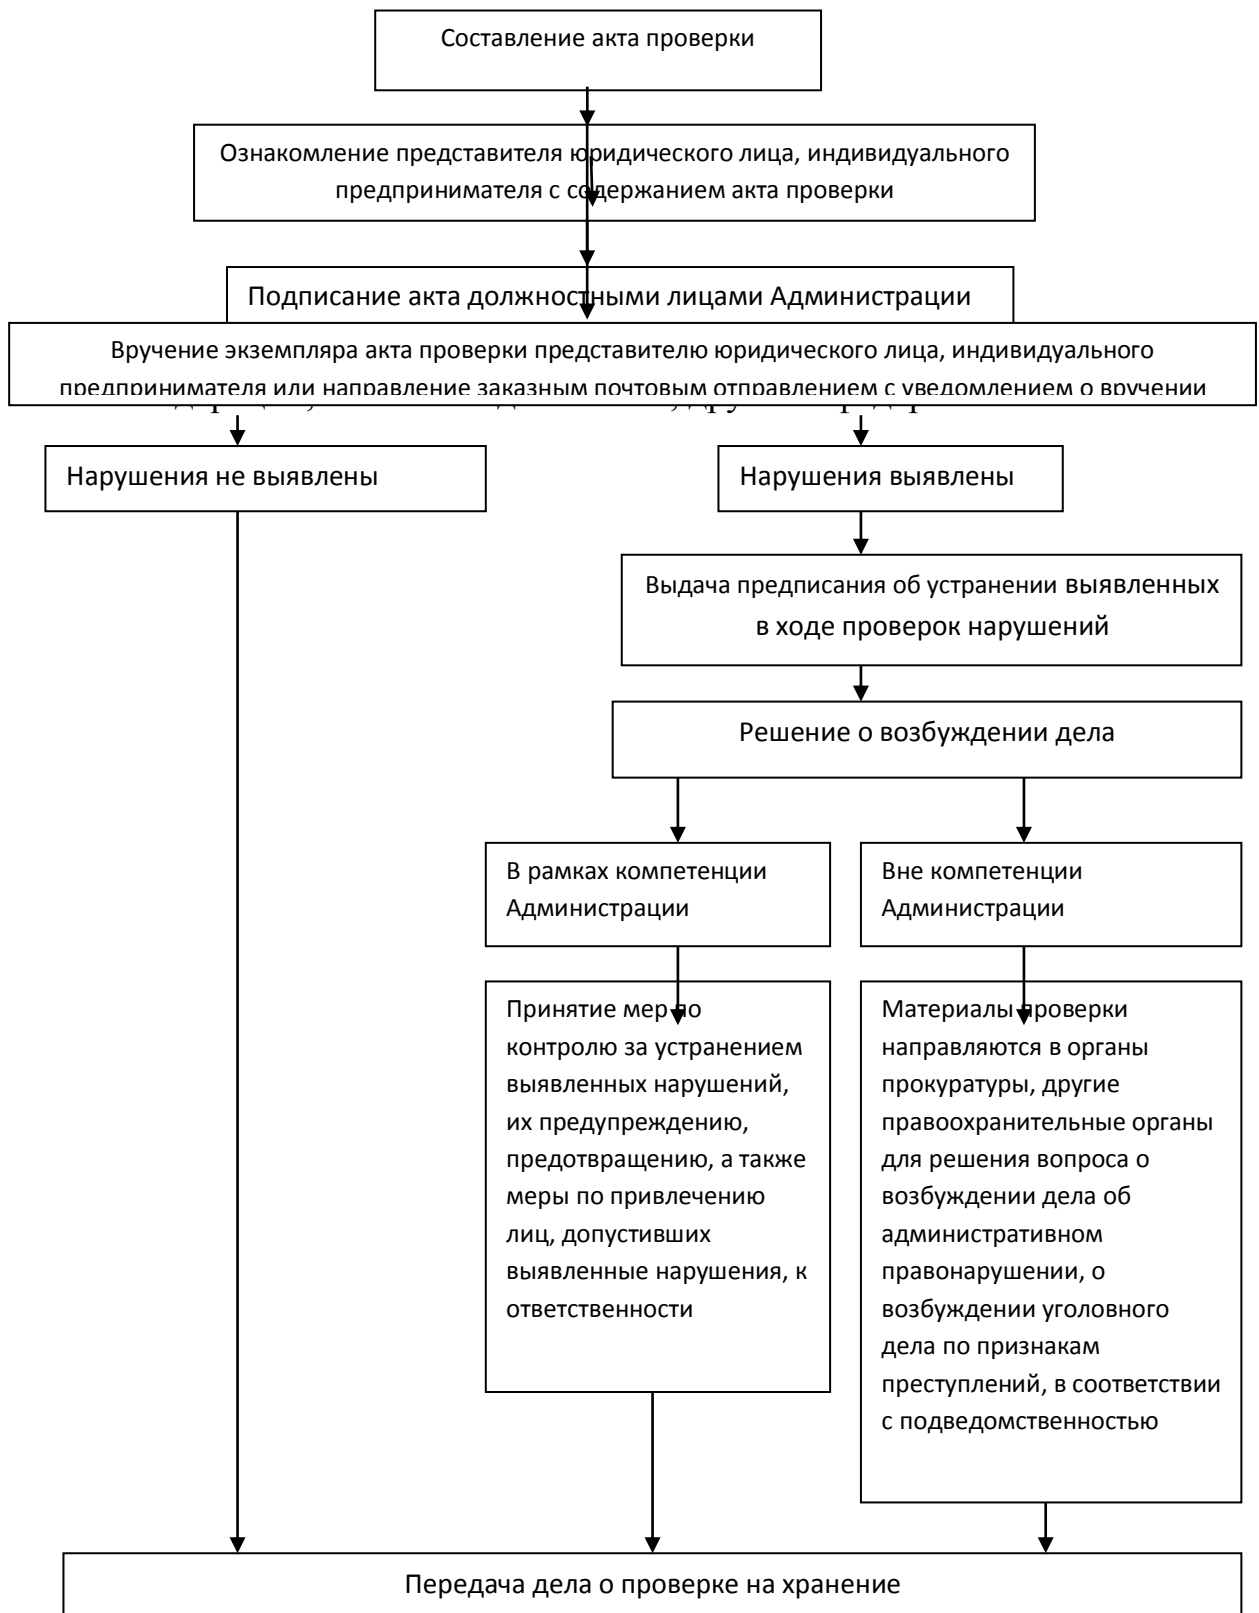 Составление акта проверки
Ознакомление представителя юридического лица, индивидуального
предпринимателя с содержанием акта проверки
Подписание акта должностными лицами Администрации
Вручение экземпляра акта проверки представителю юридического лица, индивидуального
предпринимателя или направление заказным почтовым отправлением с уведомлением о вручении
Нарушения не выявлены
Нарушения выявлены
Выдача предписания об устранении выявленных
в ходе проверок нарушений
Решение о возбуждении дела
В рамках компетенции
Администрации
Вне компетенции
Администрации
Принятие мер по
контролю за устранением
выявленных нарушений,
их предупреждению,
предотвращению, а также
меры по привлечению
лиц, допустивших
выявленные нарушения, к
ответственности
Материалы проверки
направляются в органы
прокуратуры, другие
правоохранительные органы
для решения вопроса о
возбуждении дела об
административном
правонарушении, о
возбуждении уголовного
дела по признакам
преступлений, в соответствии
с подведомственностью
Передача дела о проверке на хранение